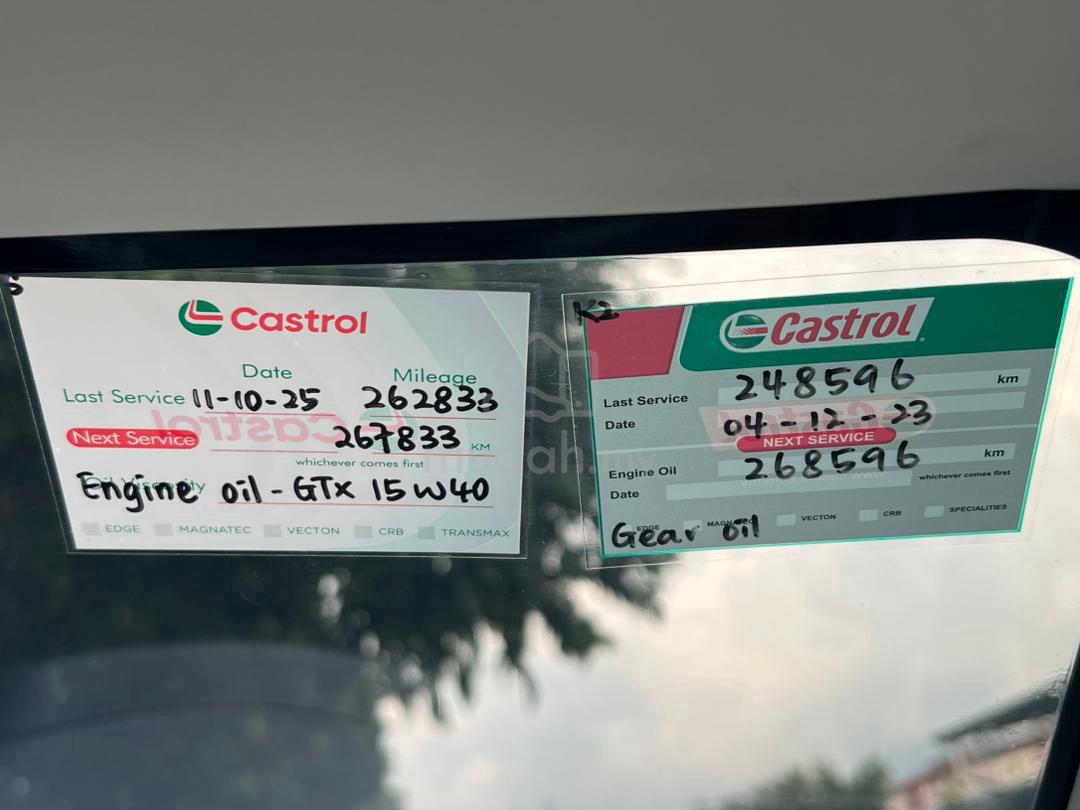 Castrol
Date Mileage
Last Service 11-10-25 262833
Next Service 267833 KM
whichever comes first
Engine oil - GTX 15W40
EDGE MAGNATEC VECTON CRB TRANSMAX
K2
Castrol
Last Service 248596 km
Date 04-12-23
NEXT SERVICE
Engine Oil 268596 km
whichever comes first
Date
EDGE MAGNATEC VECTON CRB SPECIALITIES
Gear oil